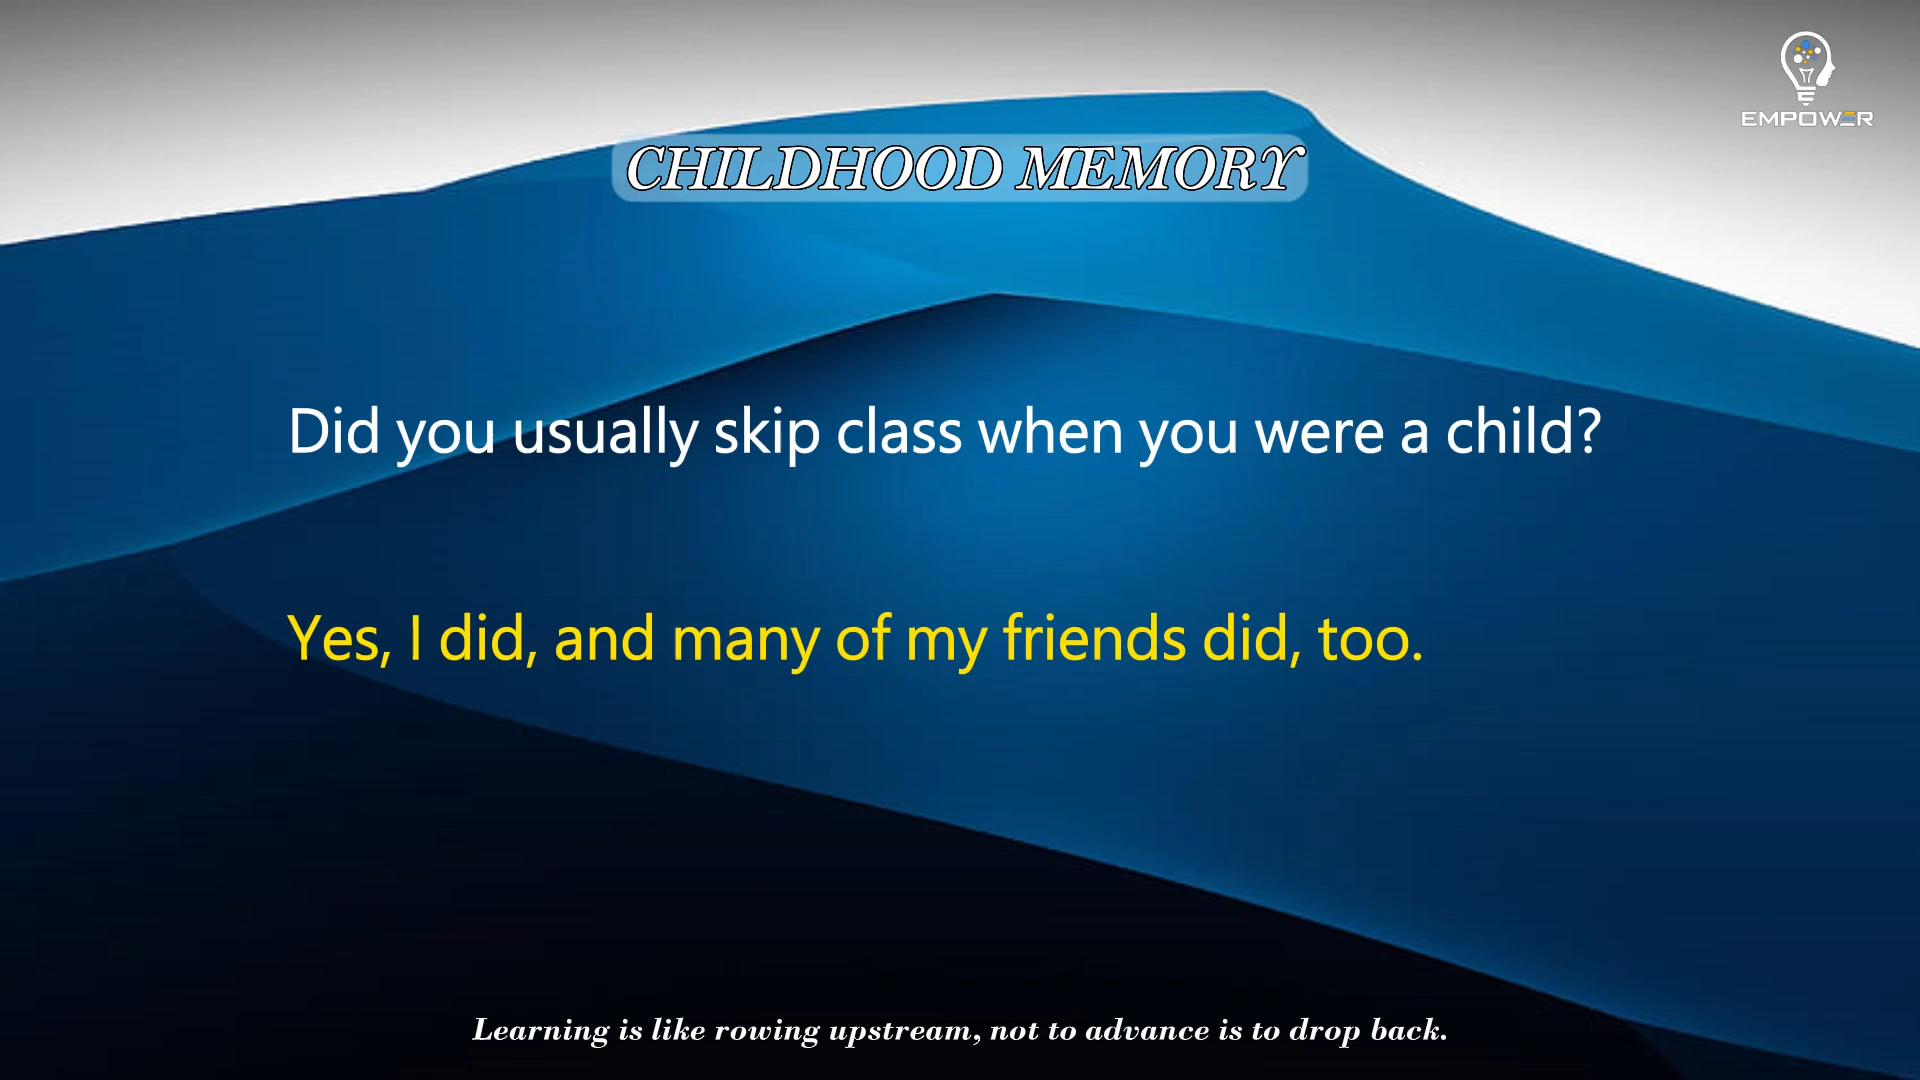 EMPOWER
CHILDHOOD MEMORY
Did you usually skip class when you were a child?
Yes, I did, and many of my friends did, too.
Learning is like rowing upstream, not to advance is to drop back.